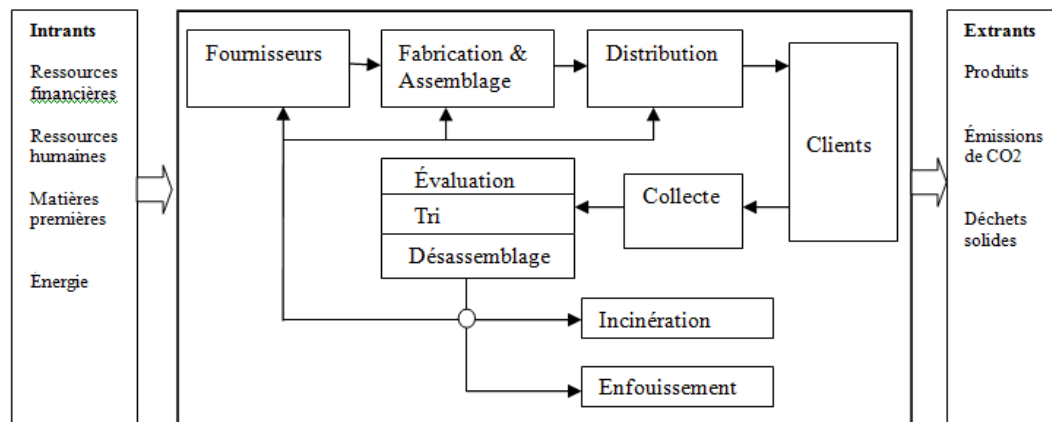 Intrants
Ressources
financières
Ressources
humaines
Matières
premières
Énergie
Fournisseurs
Fabrication &
Assemblage
Distribution
Clients
Évaluation
Tri
Désassemblage
Collecte
Incinération
Enfouissement
Extrants
Produits
Émissions
de CO2
Déchets
solides